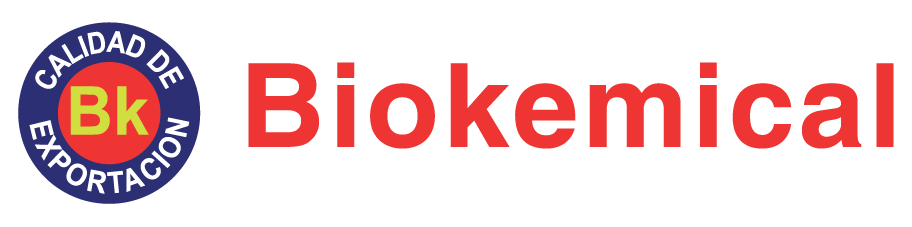 CALIDAD DE
Bk
EXPORTACION
Biokemical